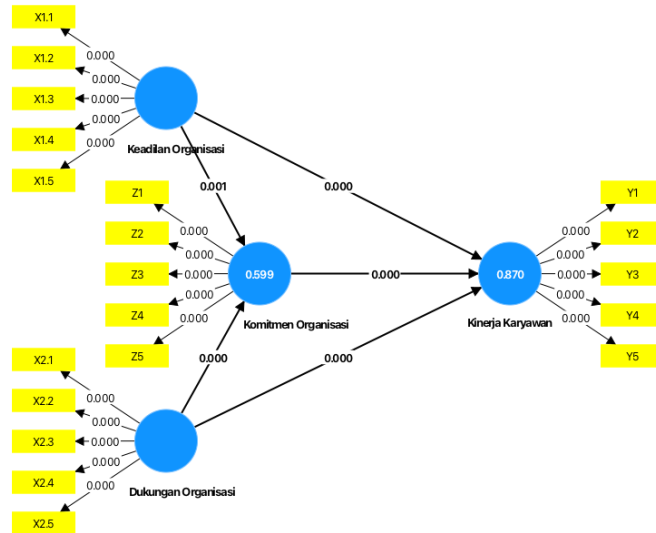 X1.1
0.000
X1.2
0.000
X1.3
0.000
X1.4
0.000
X1.5
0.000
Keadilan Organisasi
0.001
0.000
Z1
0.000
Z2
0.000
Z3
0.000
Z4
0.000
Z5
0.000
0.599
Komitmen Organisasi
0.000
0.870
Kinerja Karyawan
Y1
0.000
Y2
0.000
Y3
0.000
Y4
0.000
Y5
0.000
0.000
0.000
X2.1
0.000
X2.2
0.000
X2.3
0.000
X2.4
0.000
X2.5
0.000
Dukungan Organisasi